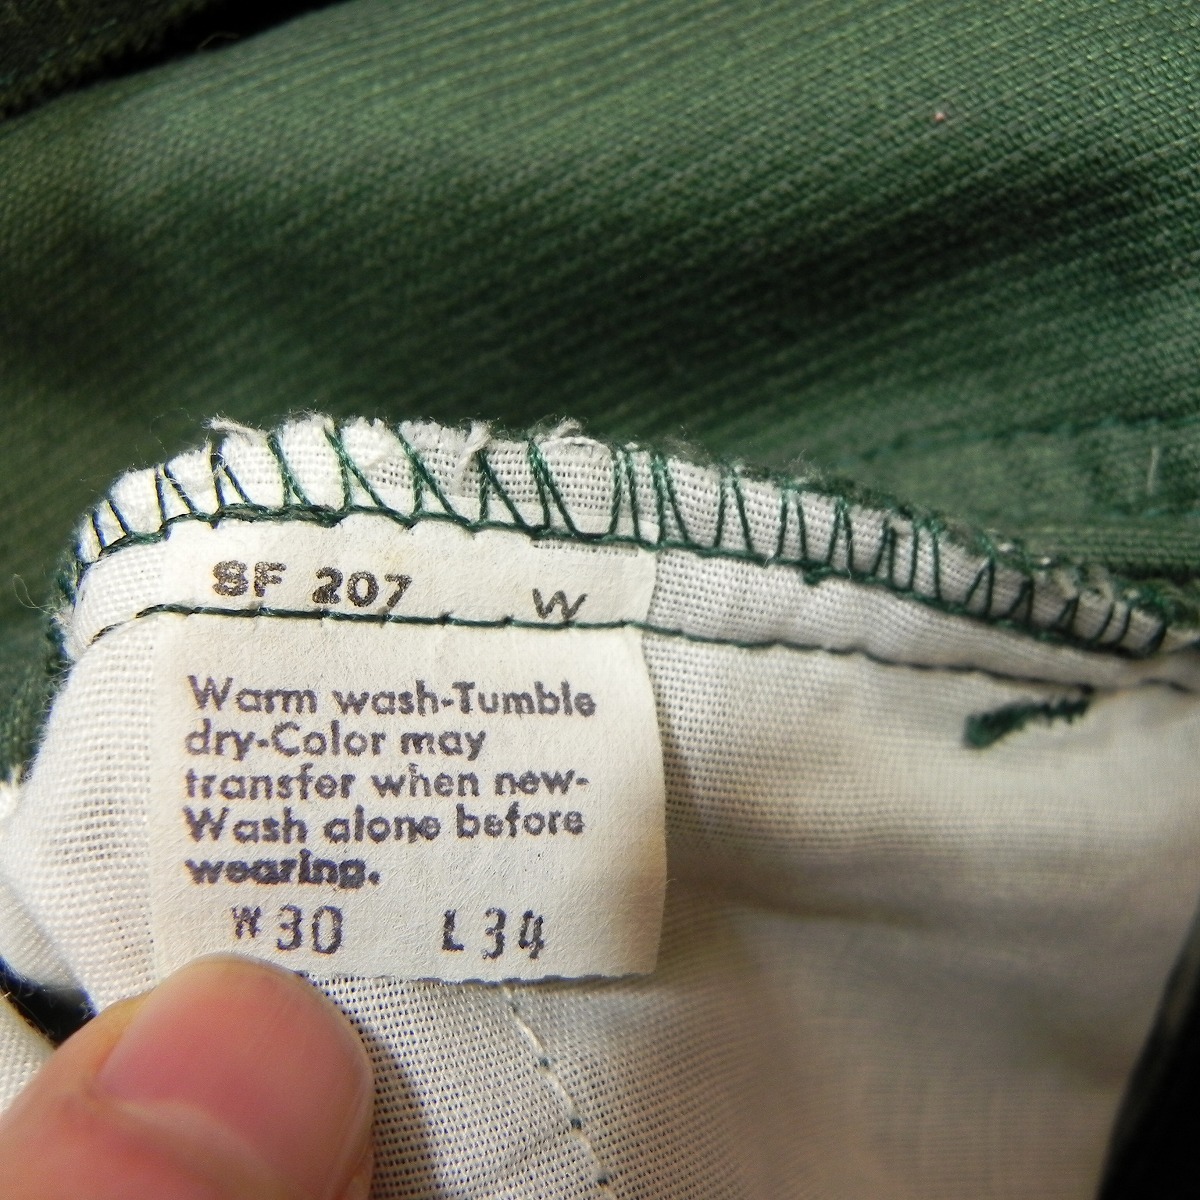 SF 207 W
Warm wash-Tumble
dry-Color may
transfer when new-
Wash alone before
wearing.
W30 L34